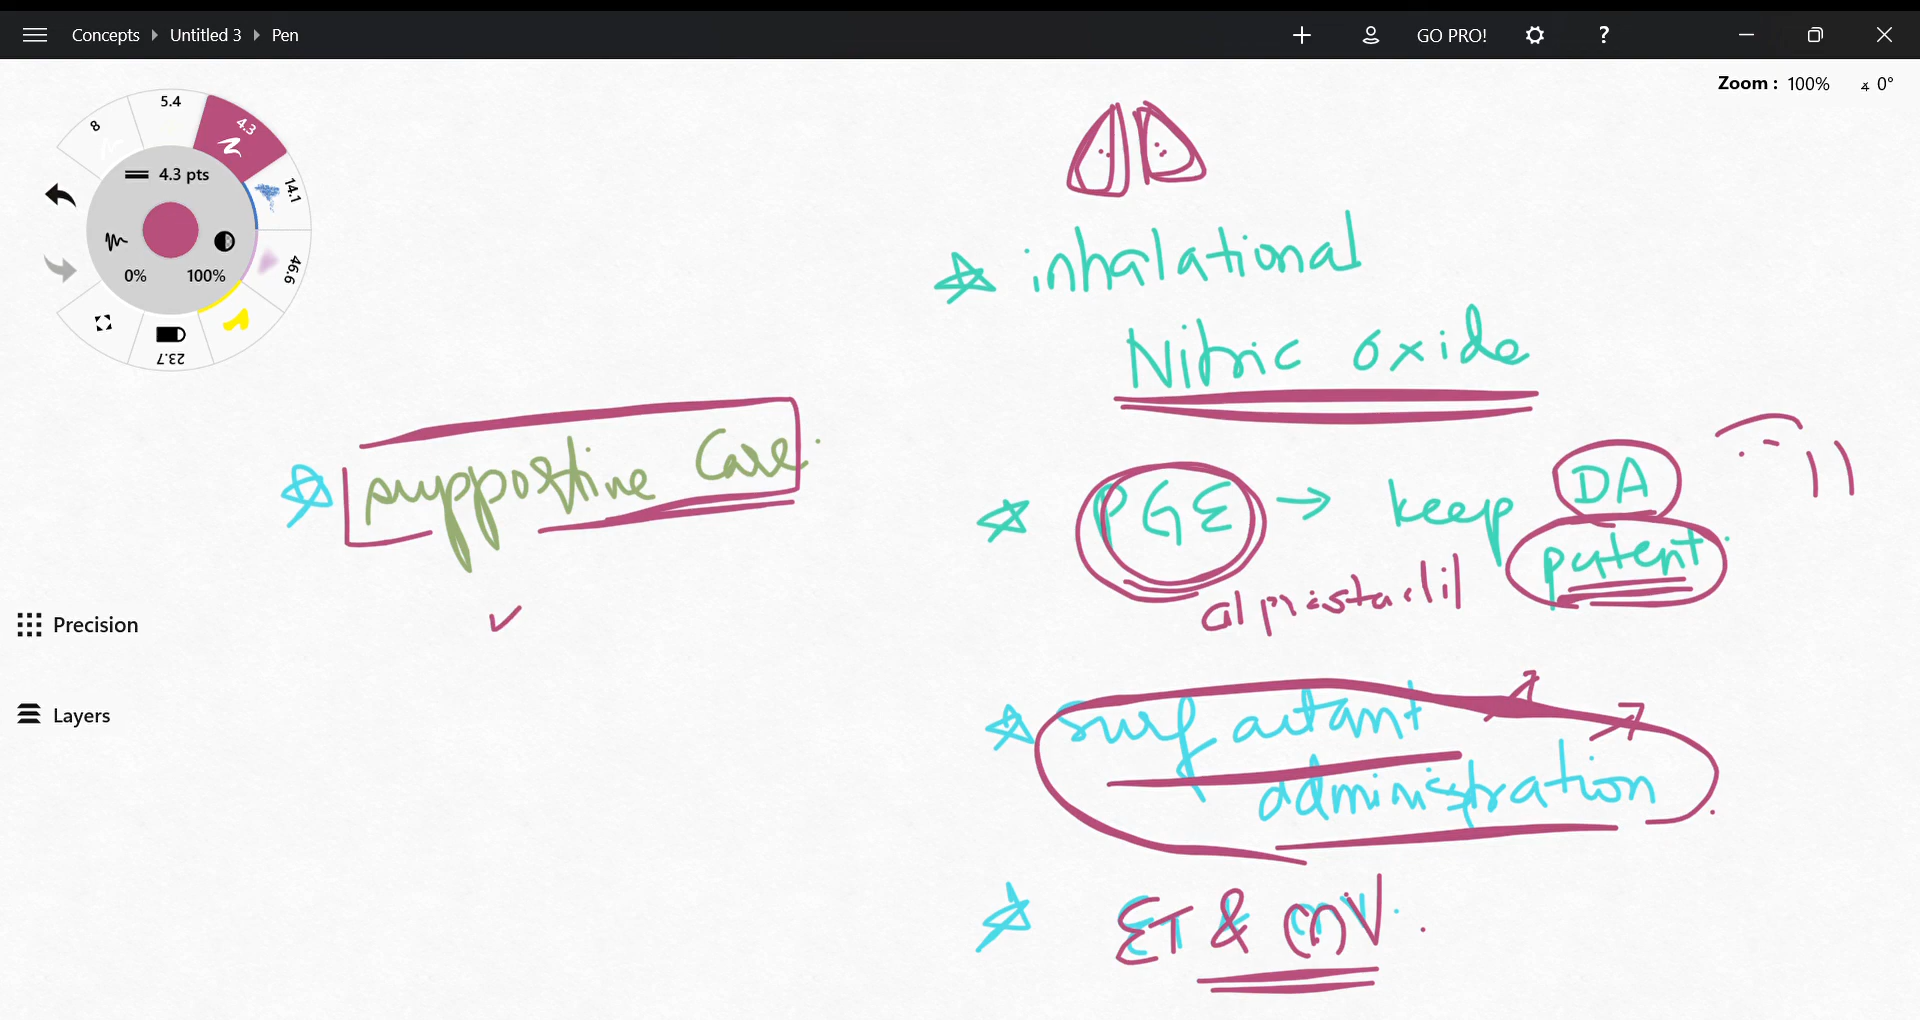 Concepts Untitled 3 Pen
GO PRO!
?
Zoom : 100% 0°
8
5.4
4.3
14.1
46.6
23.7
4.3 pts
0% 100%
Precision
Layers
supportive Care.
inhalational
Nitric oxide
PGE → keep DA
patent.
alprostadil
surfactant
administration
ET & MV.